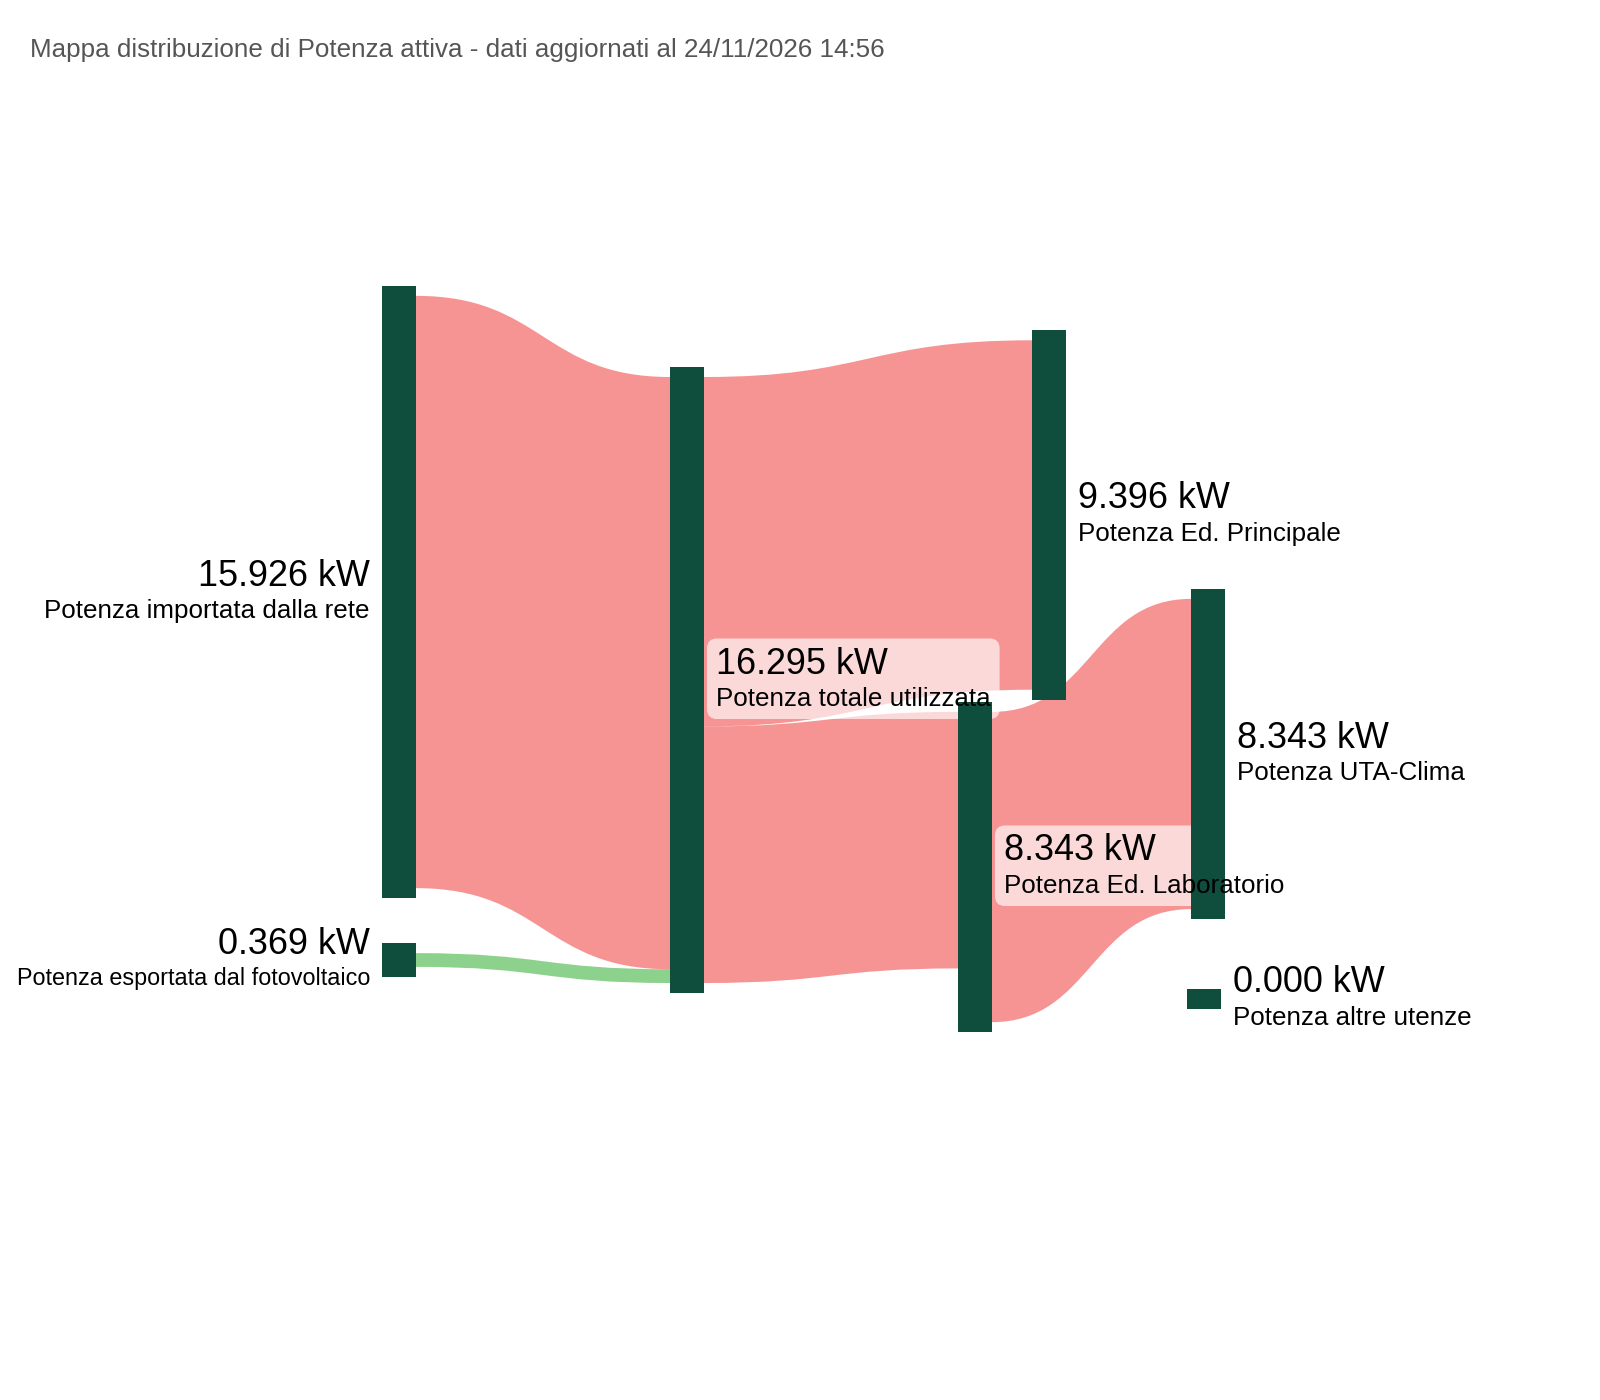 Mappa distribuzione di Potenza attiva - dati aggiornati al 24/11/2026 14:56
15.926 kW
Potenza importata dalla rete
0.369 kW
Potenza esportata dal fotovoltaico
16.295 kW
Potenza totale utilizzata
9.396 kW
Potenza Ed. Principale
8.343 kW
Potenza Ed. Laboratorio
8.343 kW
Potenza UTA-Clima
0.000 kW
Potenza altre utenze